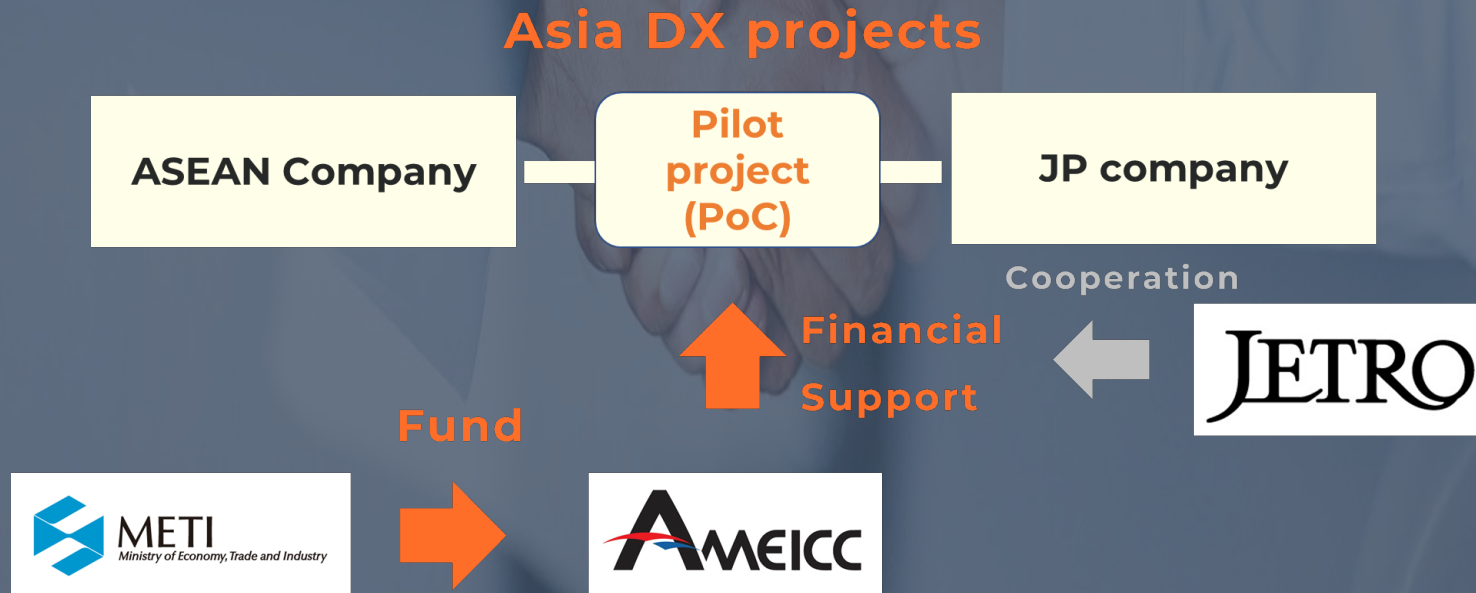 Asia DX projects
ASEAN Company
Pilot
project
(PoC)
JP company
Cooperation
Financial
Support
JETRO
Fund
METI
Ministry of Economy, Trade and Industry
AMEICC